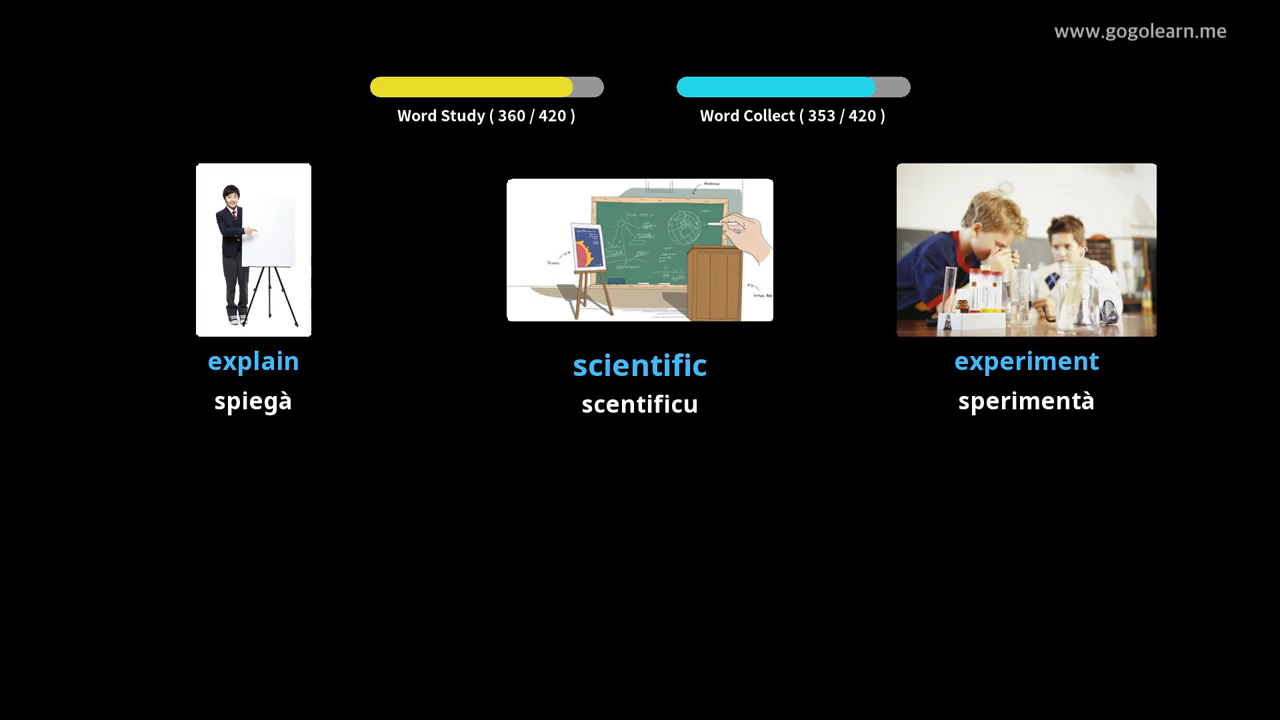 www.gogolearn.me
Word Study ( 360 / 420 )
Word Collect ( 353 / 420 )
explain
scientific
experiment
spiegà
scentificu
sperimentà